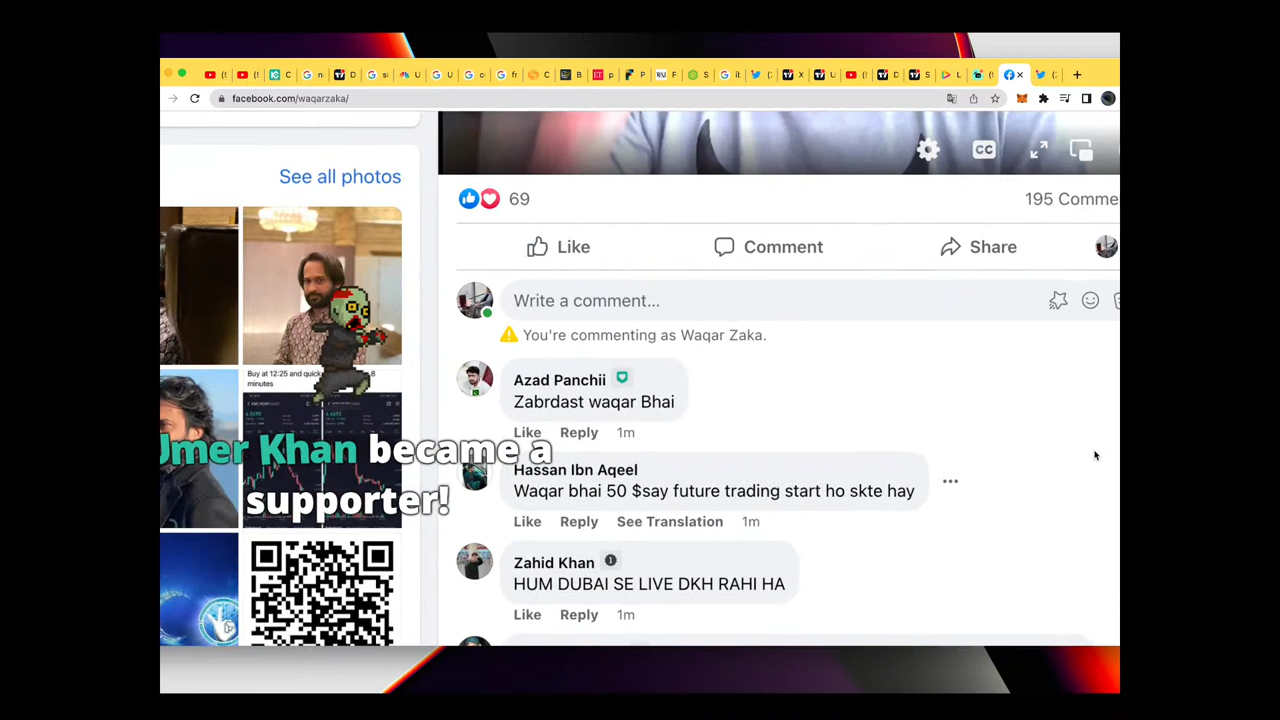 facebook.com/waqarzaka/
See all photos
69
195 Comme
Like
Comment
Share
Write a comment...
You're commenting as Waqar Zaka.
Buy at 12:25 and quick
minutes
Azad Panchii
Zabrdast waqar Bhai
Like Reply 1m
Umer Khan became a
supporter!
Hassan Ibn Aqeel
Waqar bhai 50 $say future trading start ho skte hay
Like Reply See Translation 1m
Zahid Khan
HUM DUBAI SE LIVE DKH RAHI HA
Like Reply 1m